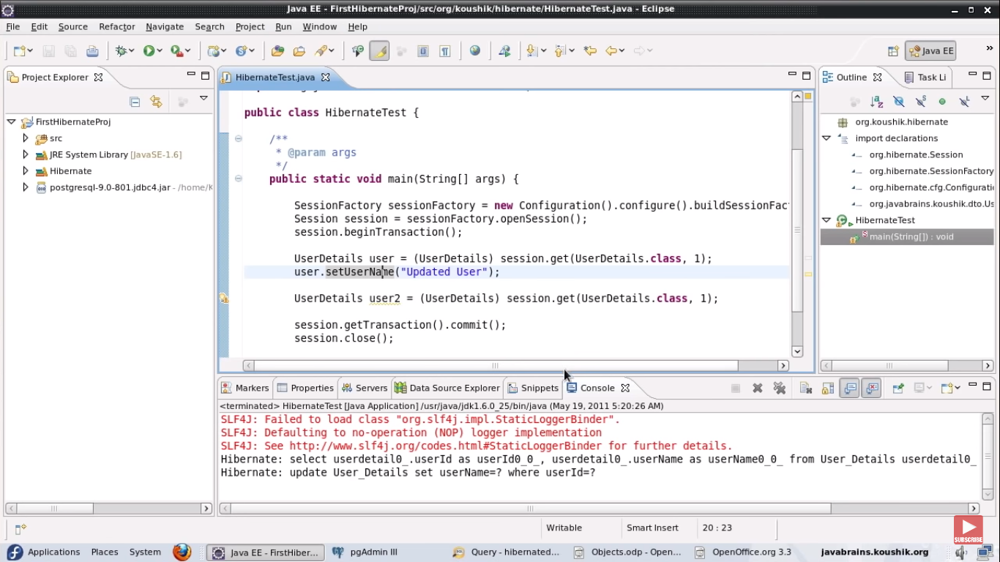 Java EE - FirstHibernateProj/src/org/koushik/hibernate/HibernateTest.java - Eclipse
File Edit Source Refactor Navigate Search Project Run Window Help
Java EE
Project Explorer
HibernateTest.java
Outline
Task Li
FirstHibernateProj
src
JRE System Library [JavaSE-1.6]
Hibernate
postgresql-9.0-801.jdbc4.jar - /home/K
public class HibernateTest {
/**
* @param args
*/
public static void main(String[] args) {
SessionFactory sessionFactory = new Configuration().configure().buildSessionFac
Session session = sessionFactory.openSession();
session.beginTransaction();
UserDetails user = (UserDetails) session.get(UserDetails.class, 1);
user.setUserName("Updated User");
UserDetails user2 = (UserDetails) session.get(UserDetails.class, 1);
session.getTransaction().commit();
session.close();
org.koushik.hibernate
import declarations
org.hibernate.Session
org.hibernate.SessionFactory
org.hibernate.cfg.Configurati
org.javabrains.koushik.dto.Us
HibernateTest
main(String[]) : void
Markers Properties Servers Data Source Explorer Snippets Console
<terminated> HibernateTest [Java Application] /usr/java/jdk1.6.0_25/bin/java (May 19, 2011 5:20:26 AM)
SLF4J: Failed to load class "org.slf4j.impl.StaticLoggerBinder".
SLF4J: Defaulting to no-operation (NOP) logger implementation
SLF4J: See http://www.slf4j.org/codes.html#StaticLoggerBinder for further details.
Hibernate: select userdetail0_.userId as userId0_0_, userdetail0_.userName as userName0_0_ from User_Details userdetail0_
Hibernate: update User_Details set userName=? where userId=?
Writable Smart Insert 20 : 23
SUBSCRIBE
Applications Places System Java EE - FirstHiber... pgAdmin III Query - hibernated... Objects.odp - Open... OpenOffice.org 3.3 javabrains.koushik.org